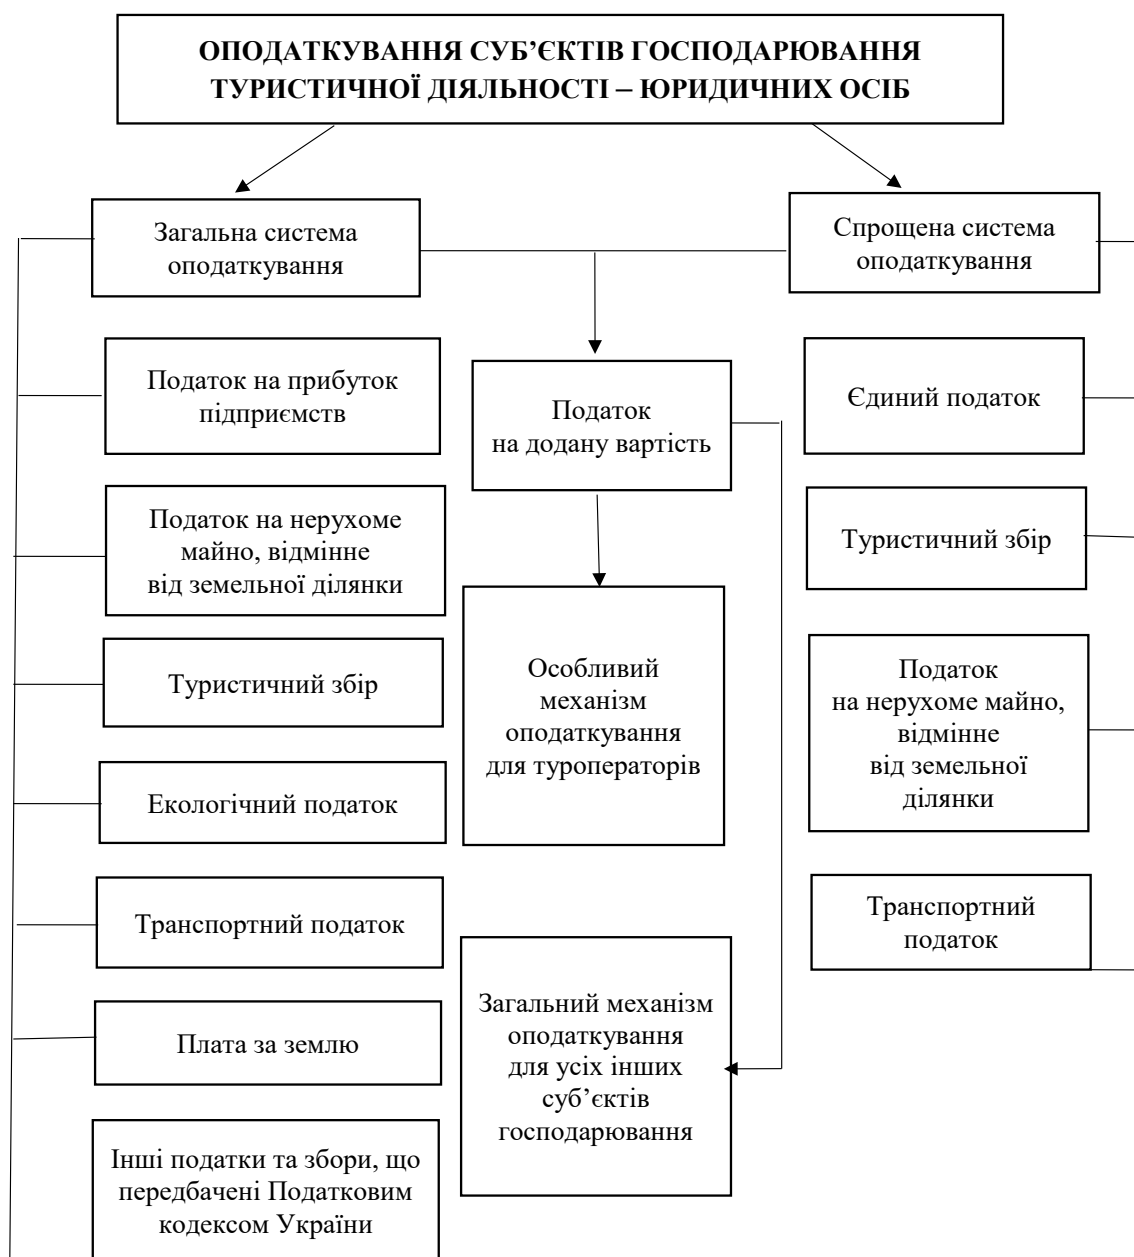 ОПОДАТКУВАННЯ СУБ’ЄКТІВ ГОСПОДАРЮВАННЯ
ТУРИСТИЧНОЇ ДІЯЛЬНОСТІ – ЮРИДИЧНИХ ОСІБ
Загальна система
оподаткування
Спрощена система
оподаткування
Податок на прибуток
підприємств
Податок
на додану вартість
Єдиний податок
Податок на нерухоме
майно, відмінне
від земельної ділянки
Туристичний збір
Туристичний збір
Особливий
механізм
оподаткування
для туроператорів
Податок
на нерухоме майно,
відмінне
від земельної
ділянки
Екологічний податок
Транспортний податок
Транспортний
податок
Плата за землю
Загальний механізм
оподаткування
для усіх інших
суб’єктів
господарювання
Інші податки та збори, що
передбачені Податковим
кодексом України